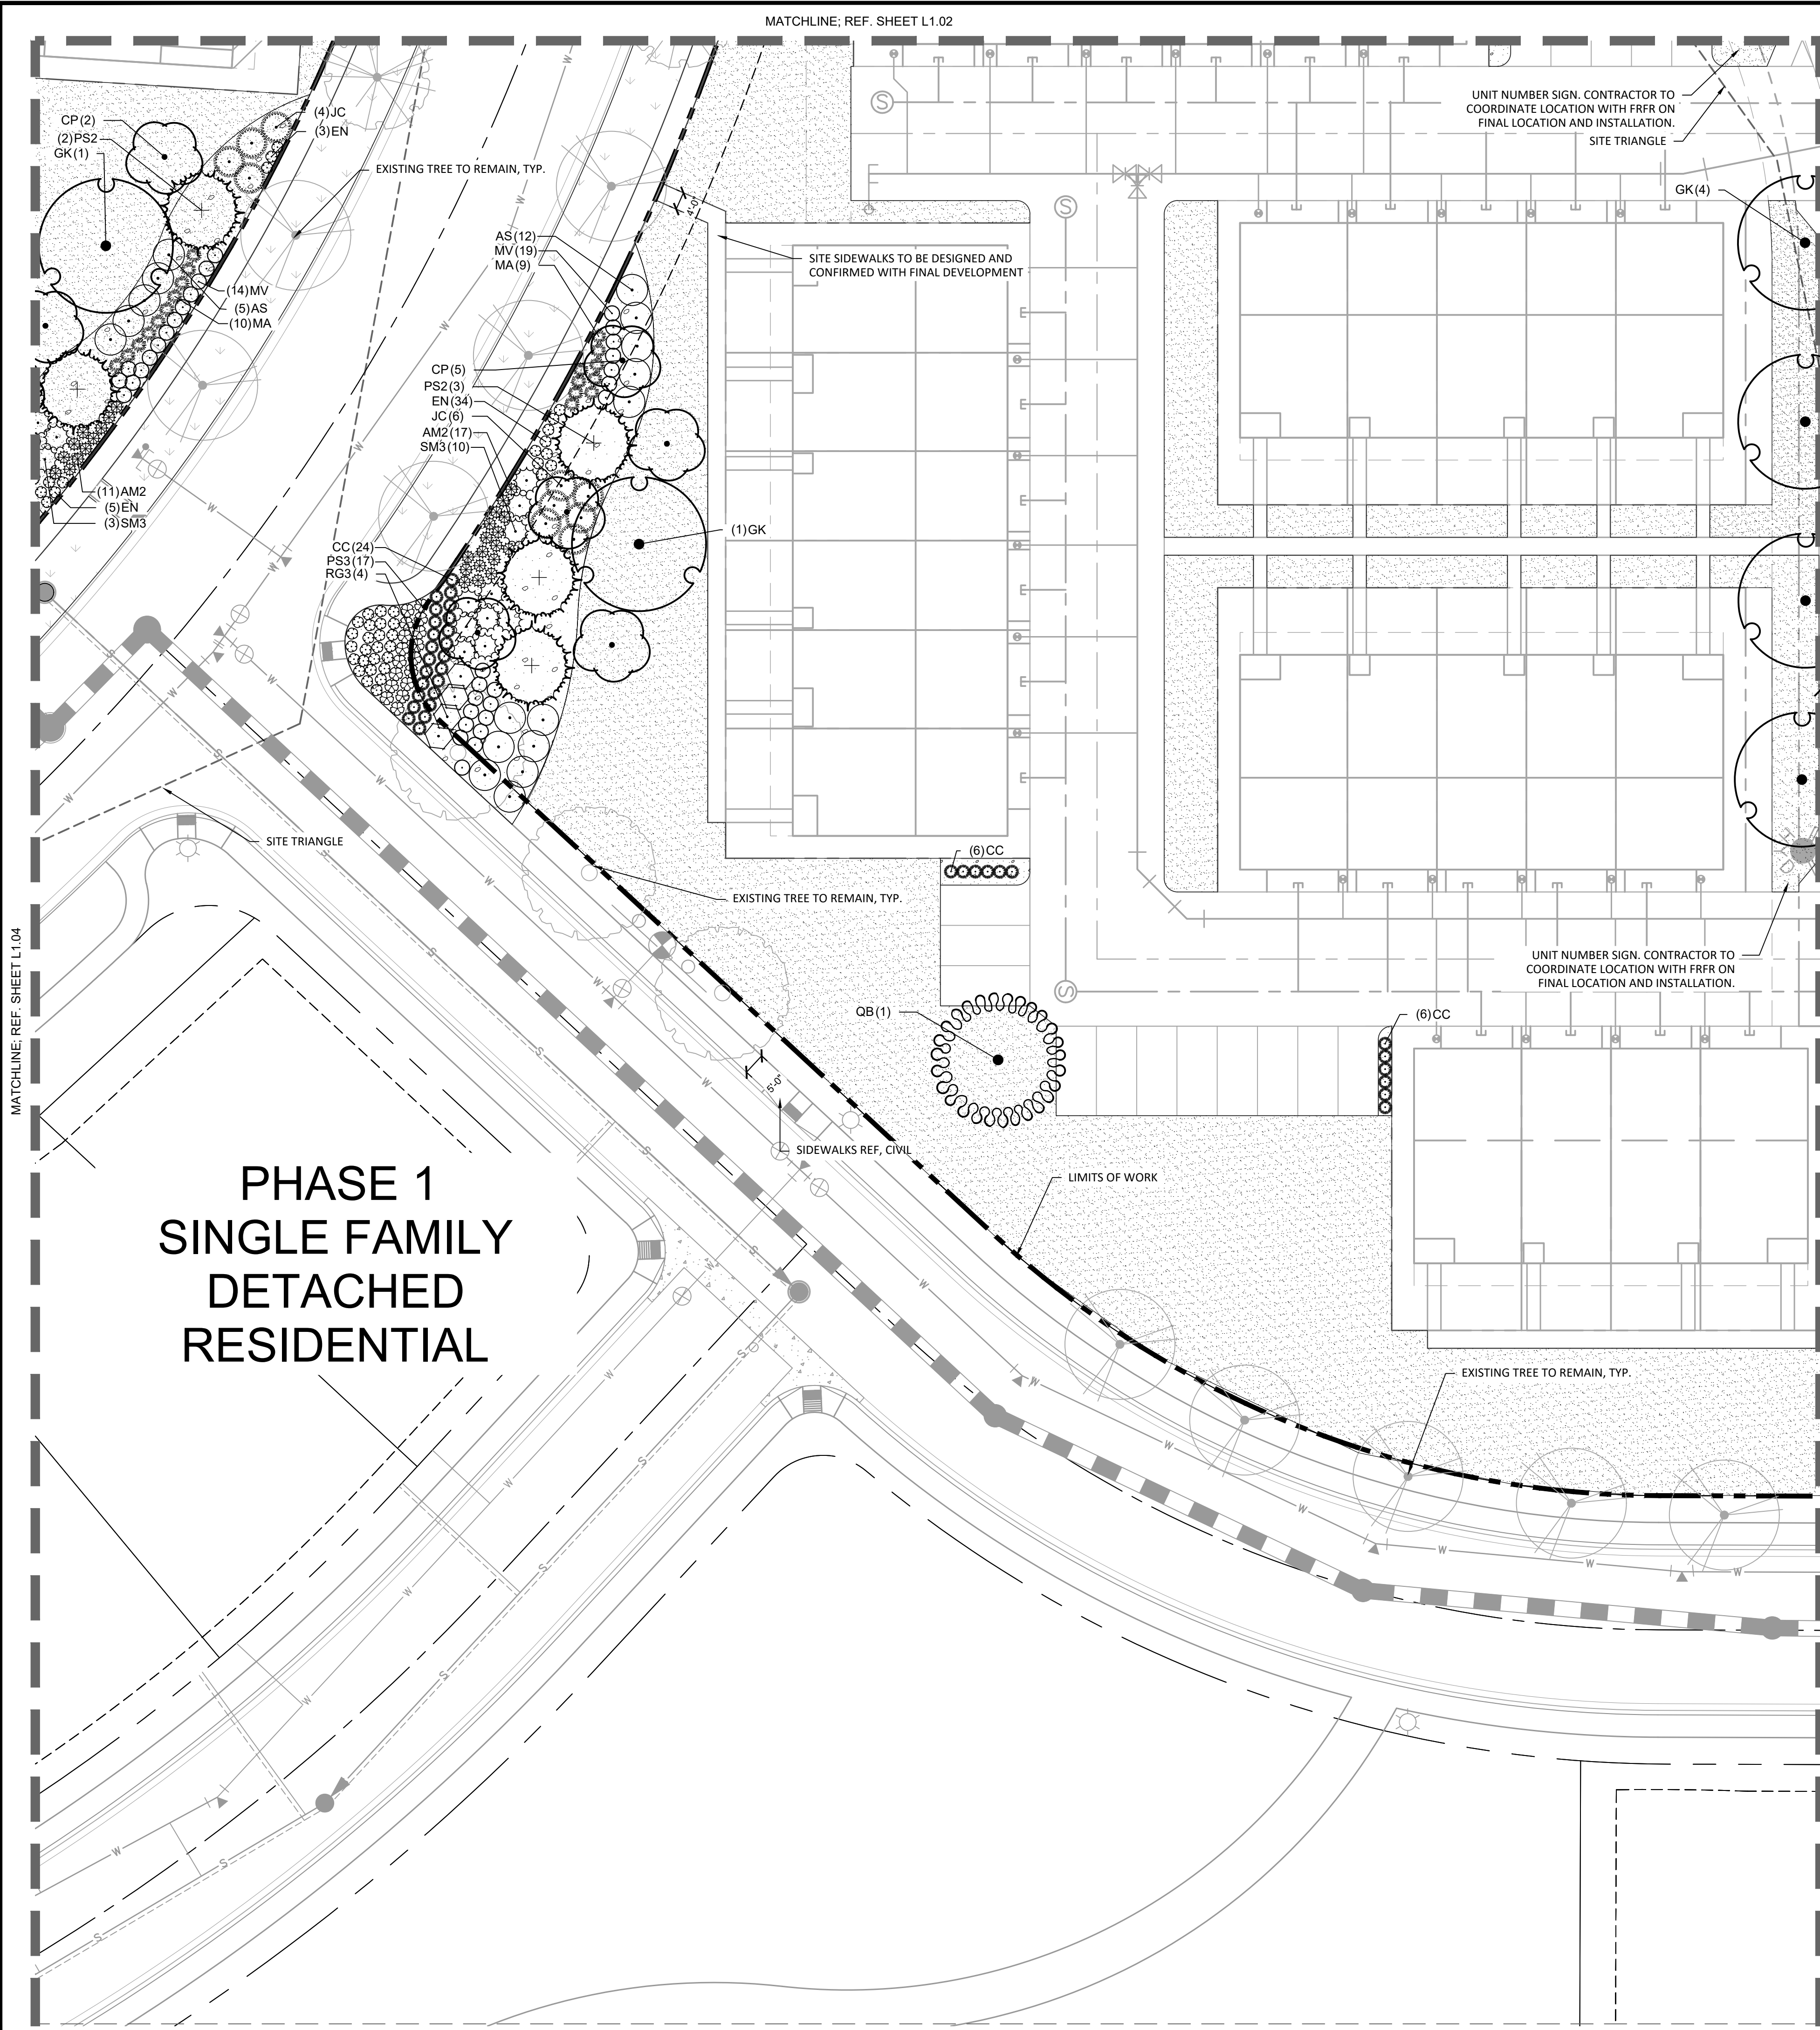 MATCHLINE; REF. SHEET L1.02
UNIT NUMBER SIGN. CONTRACTOR TO
COORDINATE LOCATION WITH FRFR ON
FINAL LOCATION AND INSTALLATION.
SITE TRIANGLE
CP(2)
(2)PS2
GK(1)
(4)JC
(3)EN
EXISTING TREE TO REMAIN, TYP.
GK(4)
4'-0"
AS(12)
MV(19)
MA(9)
SITE SIDEWALKS TO BE DESIGNED AND
CONFIRMED WITH FINAL DEVELOPMENT
(14)MV
(5)AS
(10)MA
CP(5)
PS2(3)
EN(34)
JC(6)
AM2(17)
SM3(10)
(11)AM2
(5)EN
(3)SM3
(1)GK
CC(24)
PS3(17)
RG3(4)
SITE TRIANGLE
(6)CC
EXISTING TREE TO REMAIN, TYP.
MATCHLINE; REF. SHEET L1.04
UNIT NUMBER SIGN. CONTRACTOR TO
COORDINATE LOCATION WITH FRFR ON
FINAL LOCATION AND INSTALLATION.
QB(1)
(6)CC
5'-0"
SIDEWALKS REF, CIVIL
LIMITS OF WORK
PHASE 1
SINGLE FAMILY
DETACHED
RESIDENTIAL
EXISTING TREE TO REMAIN, TYP.